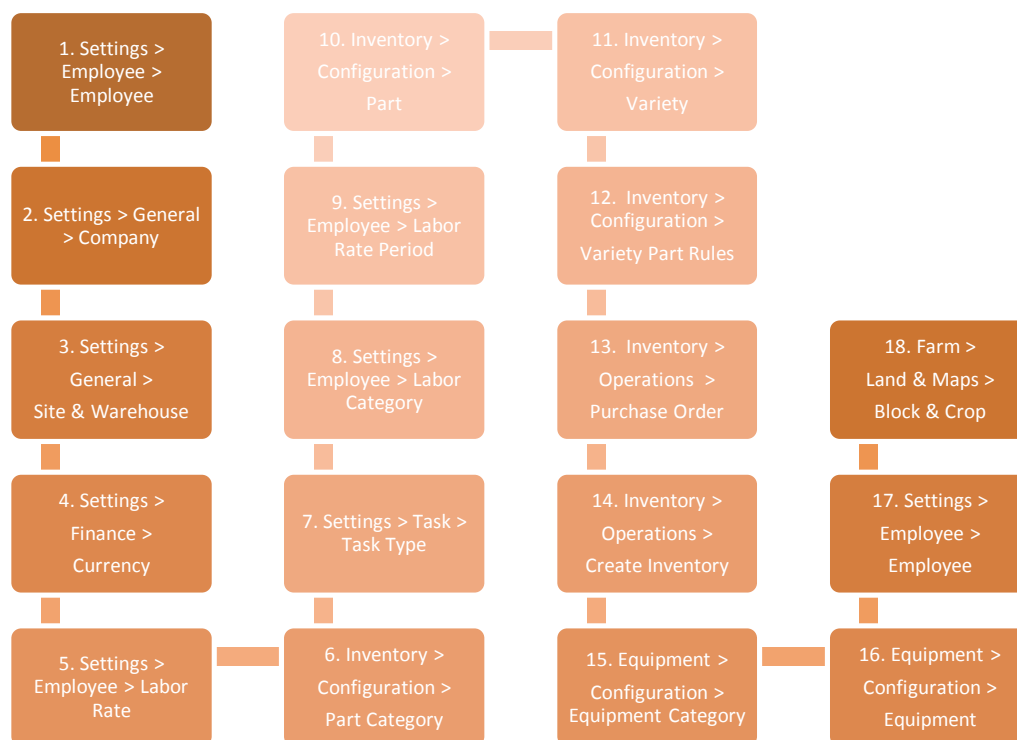 1. Settings >
Employee >
Employee
2. Settings > General
> Company
3. Settings >
General >
Site & Warehouse
4. Settings >
Finance >
Currency
5. Settings >
Employee > Labor
Rate
6. Inventory >
Configuration >
Part Category
7. Settings > Task >
Task Type
8. Settings >
Employee > Labor
Category
9. Settings >
Employee > Labor
Rate Period
10. Inventory >
Configuration >
Part
11. Inventory >
Configuration >
Variety
12. Inventory >
Configuration >
Variety Part Rules
13. Inventory >
Operations >
Purchase Order
14. Inventory >
Operations >
Create Inventory
15. Equipment >
Configuration >
Equipment Category
16. Equipment >
Configuration >
Equipment
17. Settings >
Employee >
Employee
18. Farm >
Land & Maps >
Block & Crop